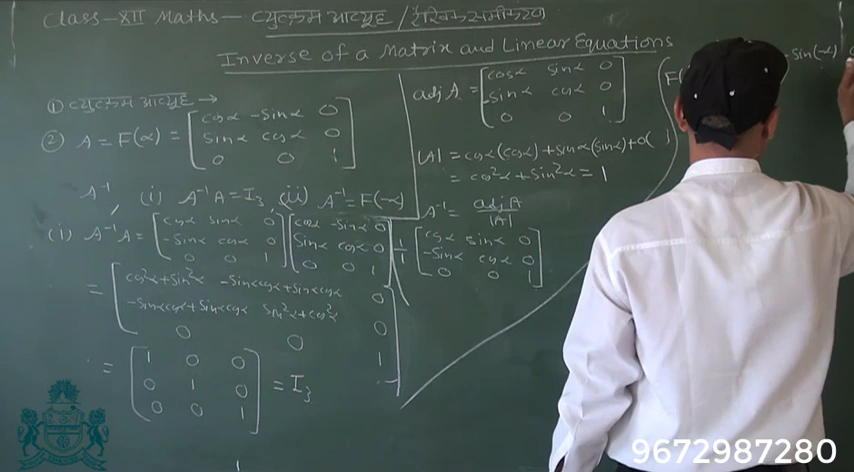 Class-XII Maths- व्युत्क्रम आव्यूह / रैखिक समीकरण
Inverse of a Matrix and Linear Equations
① व्युत्क्रम आव्यूह →
② A = F(α) = [cosα -sinα 0
sinα cosα 0
0 0 1]
A⁻¹, (i) A⁻¹A = I₃, (ii) A⁻¹ = F(-α)
(i) A⁻¹A = [cosα sinα 0 [cosα -sinα 0
-sinα cosα 0 sinα cosα 0
0 0 1] 0 0 1]
= [cos²α+sin²α -sinαcosα+sinαcosα 0
-sinαcosα+sinαcosα sin²α+cos²α 0
0 0 1]
= [1 0 0
0 1 0
0 0 1] = I₃
adj A = [cosα sinα 0
-sinα cosα 0
0 0 1]
|A| = cosα(cosα)+sinα(sinα)+0( )
= cos²α+sin²α = 1
A⁻¹ = adj A / |A|
1/1 [cosα sinα 0
-sinα cosα 0
0 0 1]
F(
-sin(-α)
9672987280